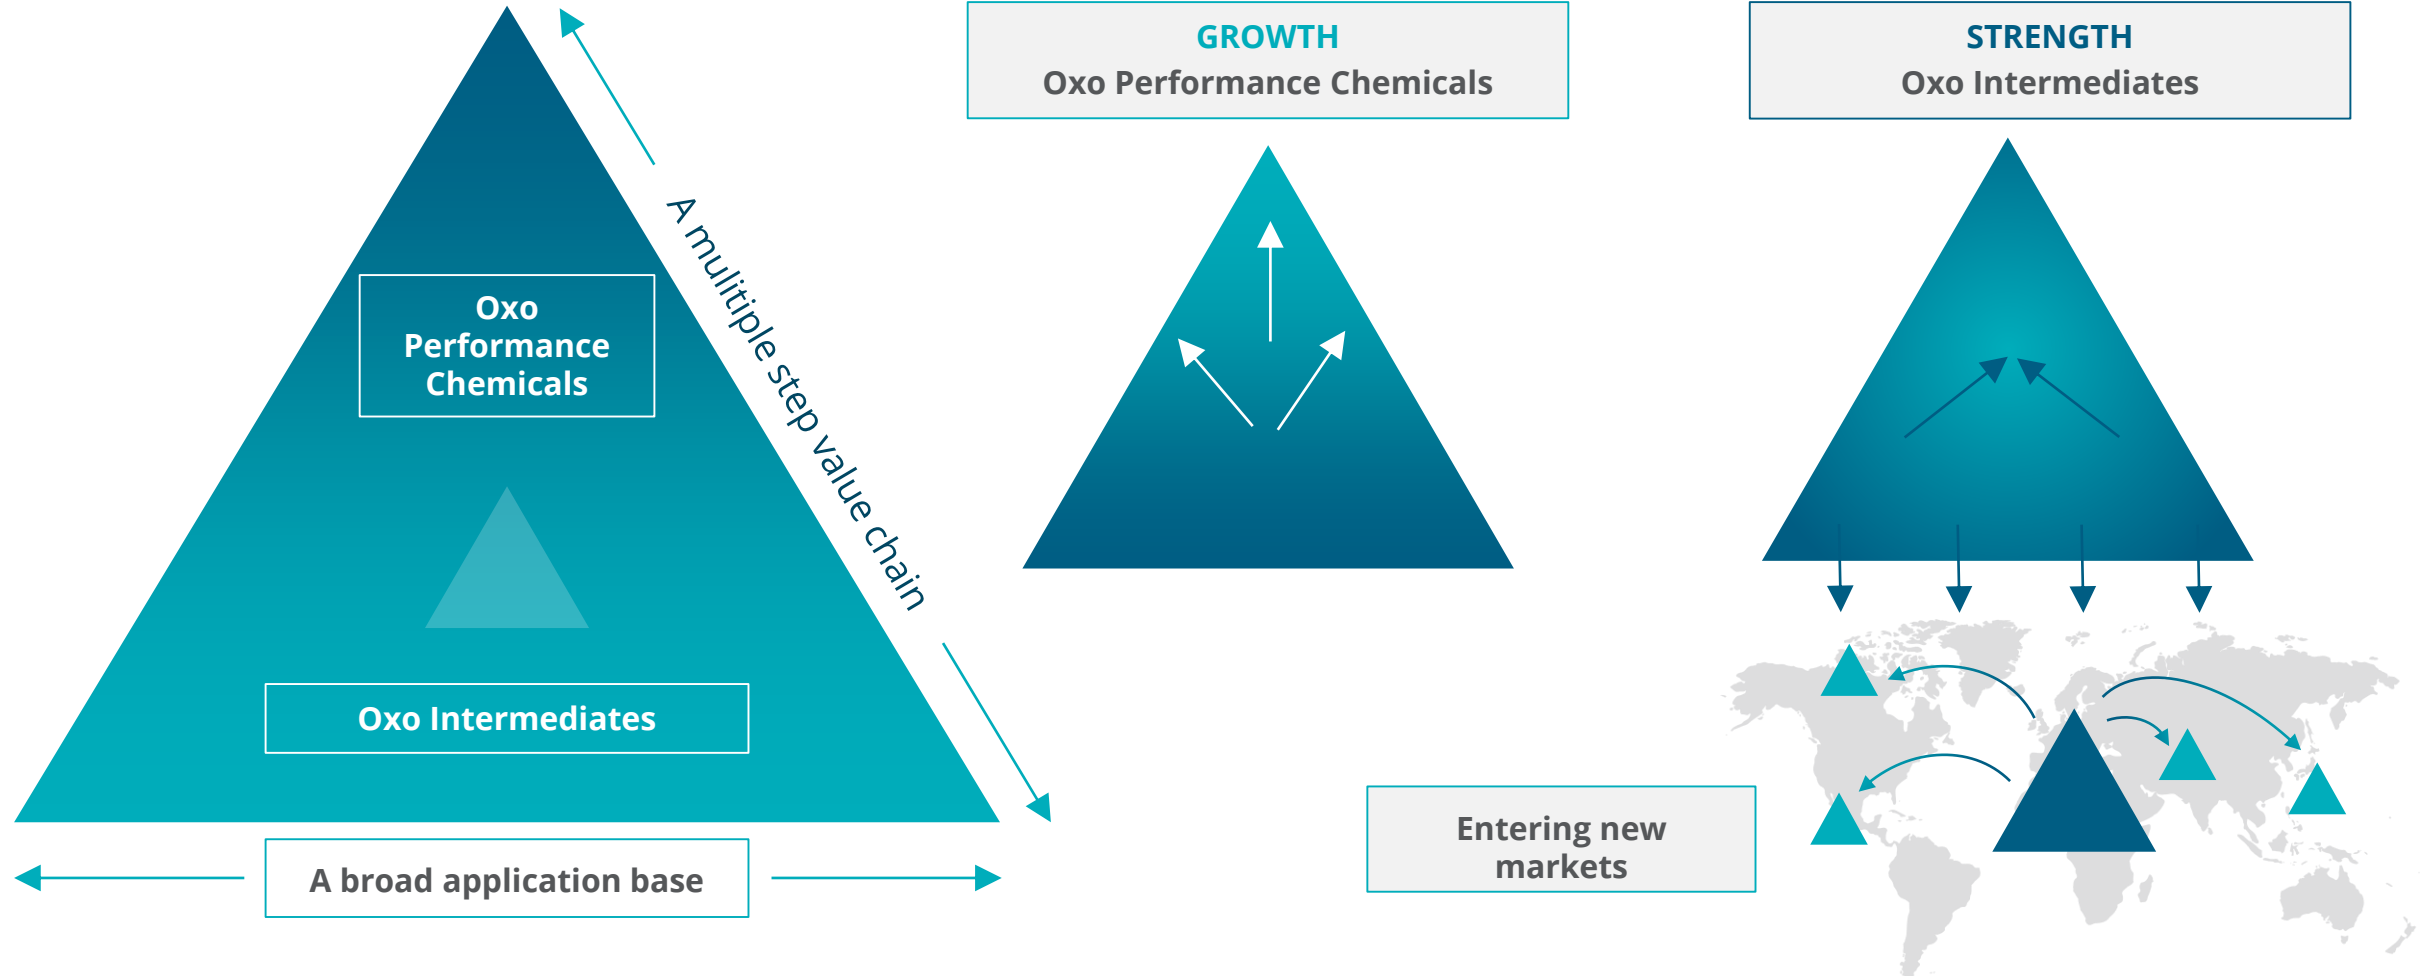 Oxo
Performance
Chemicals
Oxo Intermediates
A mulitiple step value chain
A broad application base
GROWTH
Oxo Performance Chemicals
STRENGTH
Oxo Intermediates
Entering new
markets